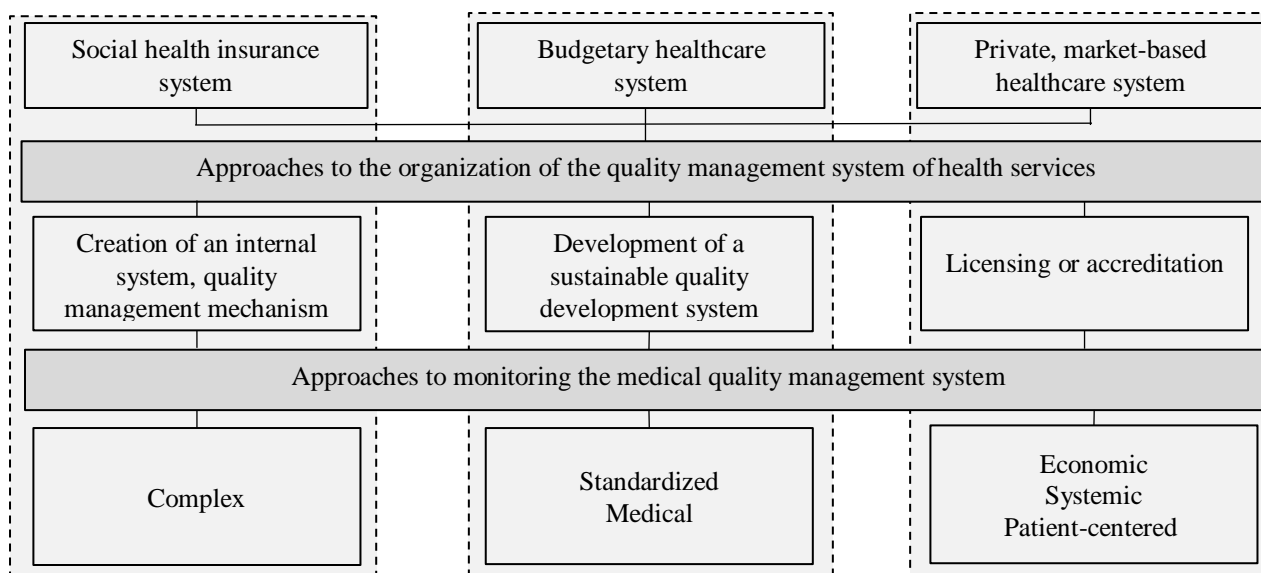 Social health insurance
system
Budgetary healthcare
system
Private, market-based
healthcare system
Approaches to the organization of the quality management system of health services
Creation of an internal
system, quality
management mechanism
Development of a
sustainable quality
development system
Licensing or accreditation
Approaches to monitoring the medical quality management system
Complex
Standardized
Medical
Economic
Systemic
Patient-centered